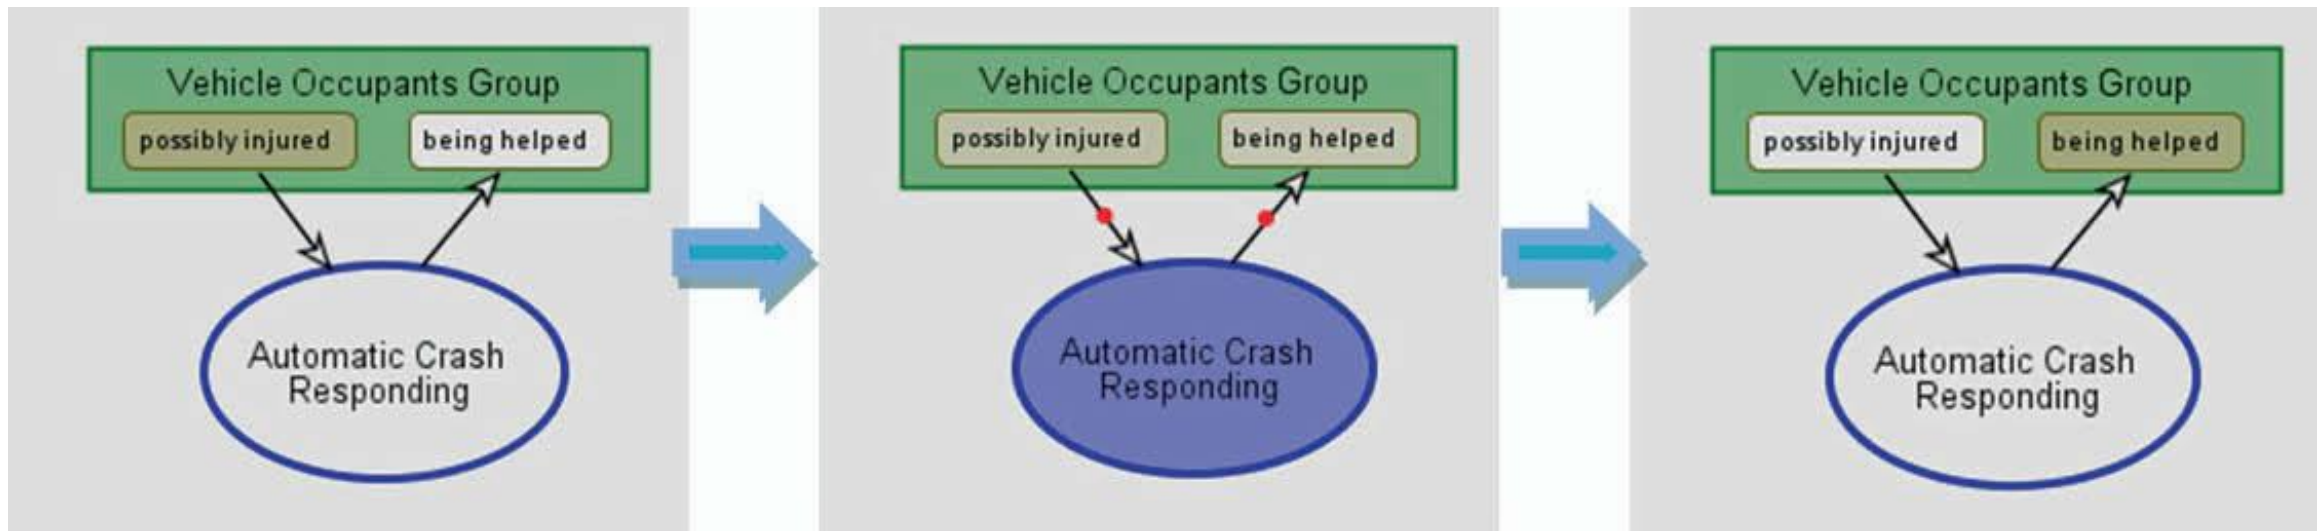 Vehicle Occupants Group
possibly injured
being helped
Automatic Crash
Responding
Vehicle Occupants Group
possibly injured
being helped
Automatic Crash
Responding
Vehicle Occupants Group
possibly injured
being helped
Automatic Crash
Responding